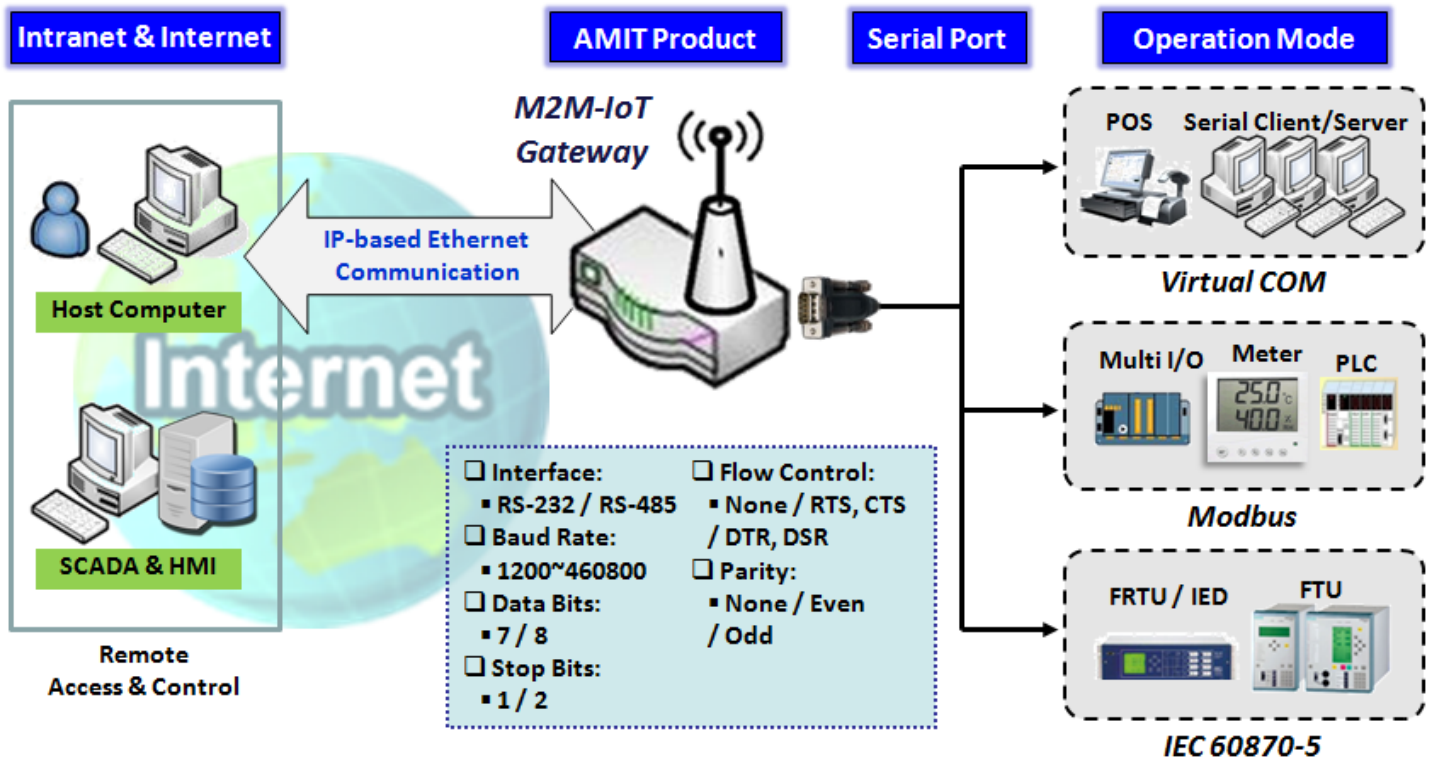 Intranet & Internet
AMIT Product
Serial Port
Operation Mode
M2M-IoT
Gateway
IP-based Ethernet
Communication
Host Computer
Internet
SCADA & HMI
Remote
Access & Control
❑ Interface:
▪ RS-232 / RS-485
❑ Baud Rate:
▪ 1200~460800
❑ Data Bits:
▪ 7 / 8
❑ Stop Bits:
▪ 1 / 2
❑ Flow Control:
▪ None / RTS, CTS
/ DTR, DSR
❑ Parity:
▪ None / Even
/ Odd
POS
Serial Client/Server
Virtual COM
Multi I/O
Meter
PLC
25.0 °C
40.0 %
Modbus
FRTU / IED
FTU
IEC 60870-5